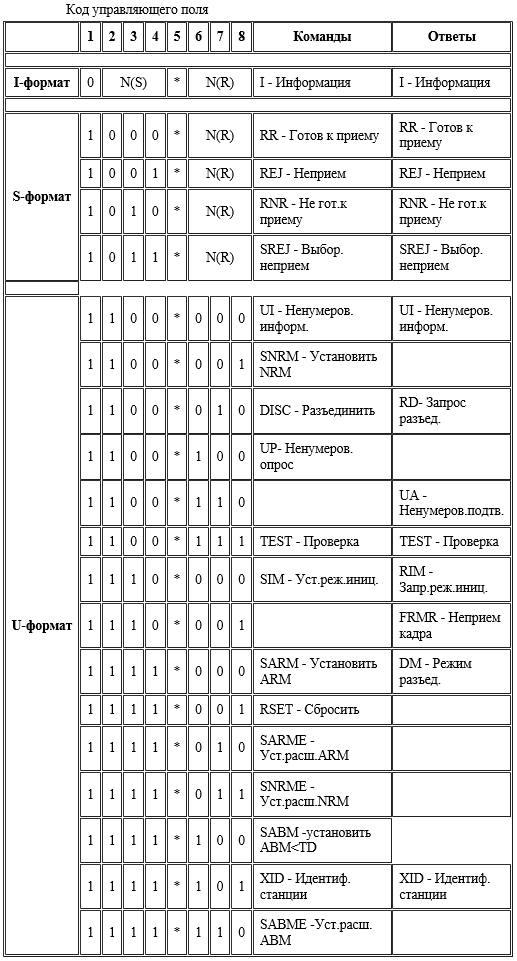 Код управляющего поля
1 2 3 4 5 6 7 8 Команды Ответы
I-формат 0 N(S) * N(R) I - Информация I - Информация
S-формат
1 0 0 0 * N(R) RR - Готов к приему RR - Готов к
приему
1 0 0 1 * N(R) REJ - Неприем REJ - Неприем
1 0 1 0 * N(R) RNR - Не гот.к RNR - Не гот.к
приему приему
1 0 1 1 * N(R) SREJ - Выбор. SREJ - Выбор.
неприем неприем
U-формат
1 1 0 0 * 0 0 0 UI - Ненумеров. UI - Ненумеров.
информ. информ.
1 1 0 0 * 0 0 1 SNRM - Установить
NRM
1 1 0 0 * 0 1 0 DISC - Разъединить RD- Запрос
разъед.
1 1 0 0 * 1 0 0 UP- Ненумеров.
опрос
1 1 0 0 * 1 1 0 UA -
Ненумеров.подтв.
1 1 0 0 * 1 1 1 TEST - Проверка TEST - Проверка
1 1 1 0 * 0 0 0 SIM - Уст.реж.иниц. RIM -
Запр.реж.иниц.
1 1 1 0 * 0 0 1 FRMR - Неприем
кадра
1 1 1 1 * 0 0 0 SARM - Установить DM - Режим
ARM разъед.
1 1 1 1 * 0 0 1 RSET - Сбросить
1 1 1 1 * 0 1 0 SARME -
Уст.расш.ARM
1 1 1 1 * 0 1 1 SNRME -
Уст.расш.NRM
1 1 1 1 * 1 0 0 SABM -установить
ABM<TD
1 1 1 1 * 1 0 1 XID - Идентиф. XID - Идентиф.
станции станции
1 1 1 1 * 1 1 0 SABME -Уст.расш.
ABM